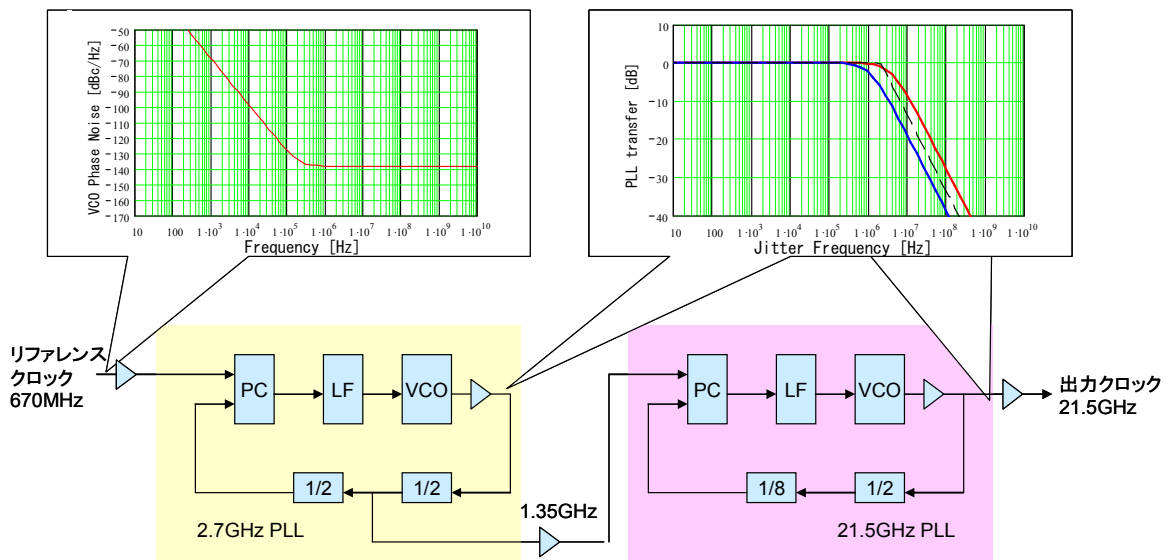 VCO Phase Noise [dBc/Hz]
-50
-60
-70
-80
-90
-100
-110
-120
-130
-140
-150
-160
-170
10 100 1·10³ 1·10⁴ 1·10⁵ 1·10⁶ 1·10⁷ 1·10⁸ 1·10⁹ 1·10¹⁰
Frequency [Hz]
PLL transfer [dB]
10
0
-10
-20
-30
-40
10 100 1·10³ 1·10⁴ 1·10⁵ 1·10⁶ 1·10⁷ 1·10⁸ 1·10⁹ 1·10¹⁰
Jitter Frequency [Hz]
リファレンス
クロック
670MHz
PC
LF
VCO
1/2
1/2
2.7GHz PLL
1.35GHz
PC
LF
VCO
1/8
1/2
21.5GHz PLL
出力クロック
21.5GHz